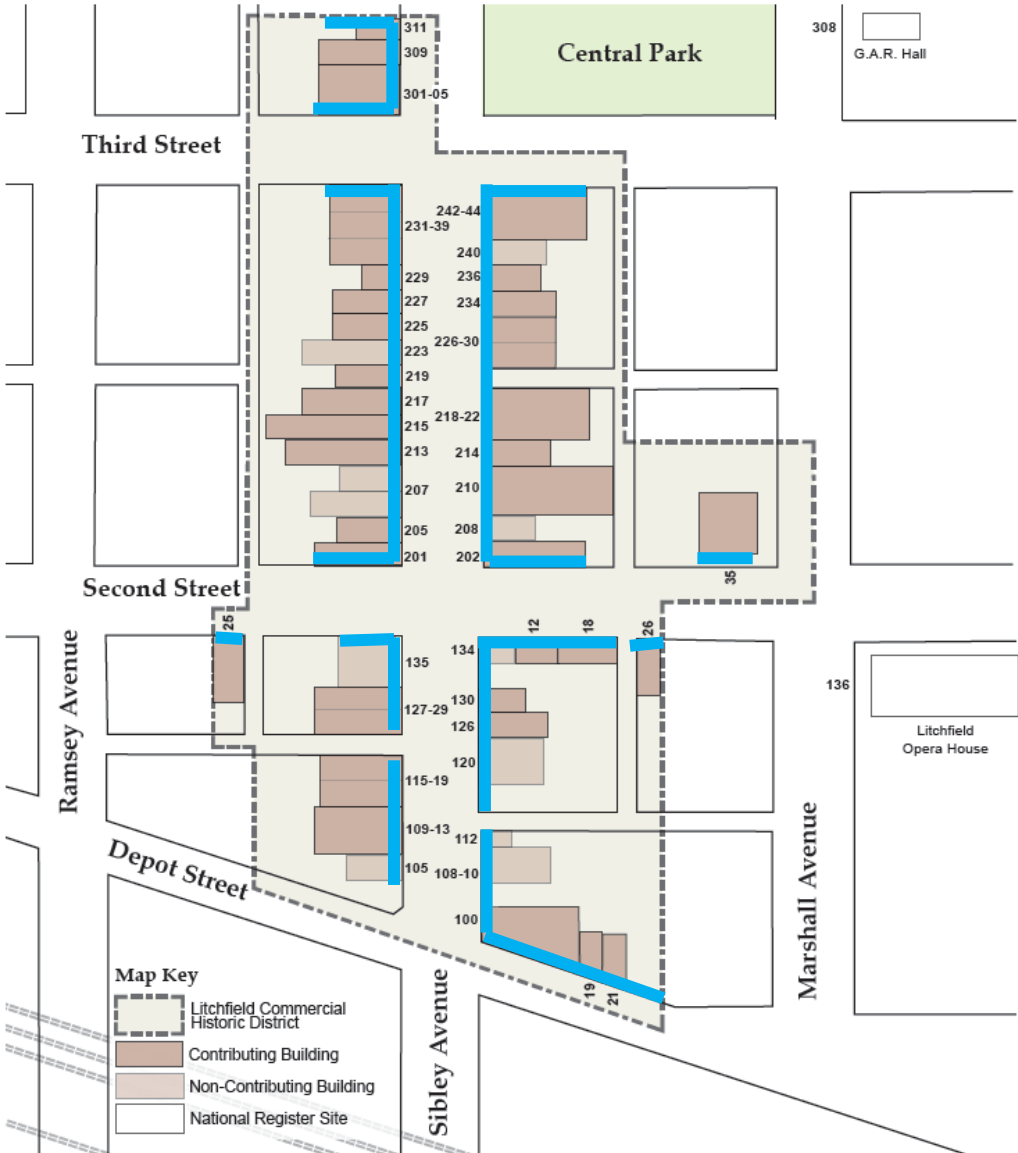 311
309
301-05
Central Park
308
G.A.R. Hall
Third Street
231-39
229
227
225
223
219
217
215
213
207
205
201
242-44
240
236
234
226-30
218-22
214
210
208
202
35
Second Street
25
12
18
26
135
127-29
134
130
126
120
136
Litchfield
Opera House
Ramsey Avenue
115-19
109-13
105
112
108-10
100
19
21
Depot Street
Sibley Avenue
Marshall Avenue
Map Key
Litchfield Commercial
Historic District
Contributing Building
Non-Contributing Building
National Register Site